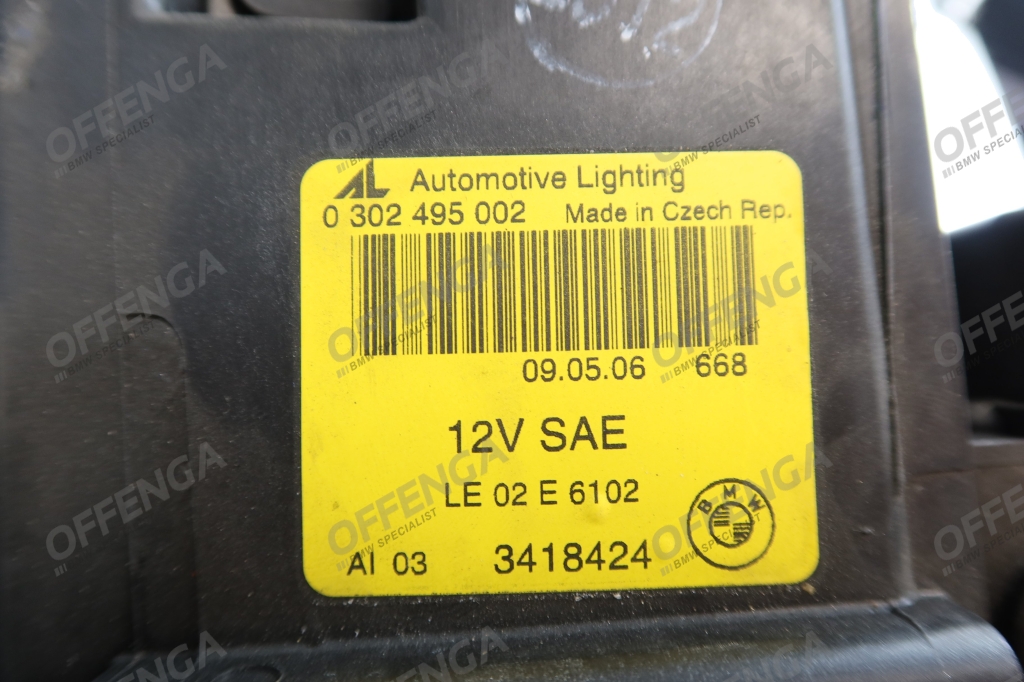 AL Automotive Lighting
0 302 495 002 Made in Czech Rep.
09.05.06 668
12V SAE
LE 02 E 6102
BMW
AI 03 3418424
OFFENGA
BMW SPECIALIST